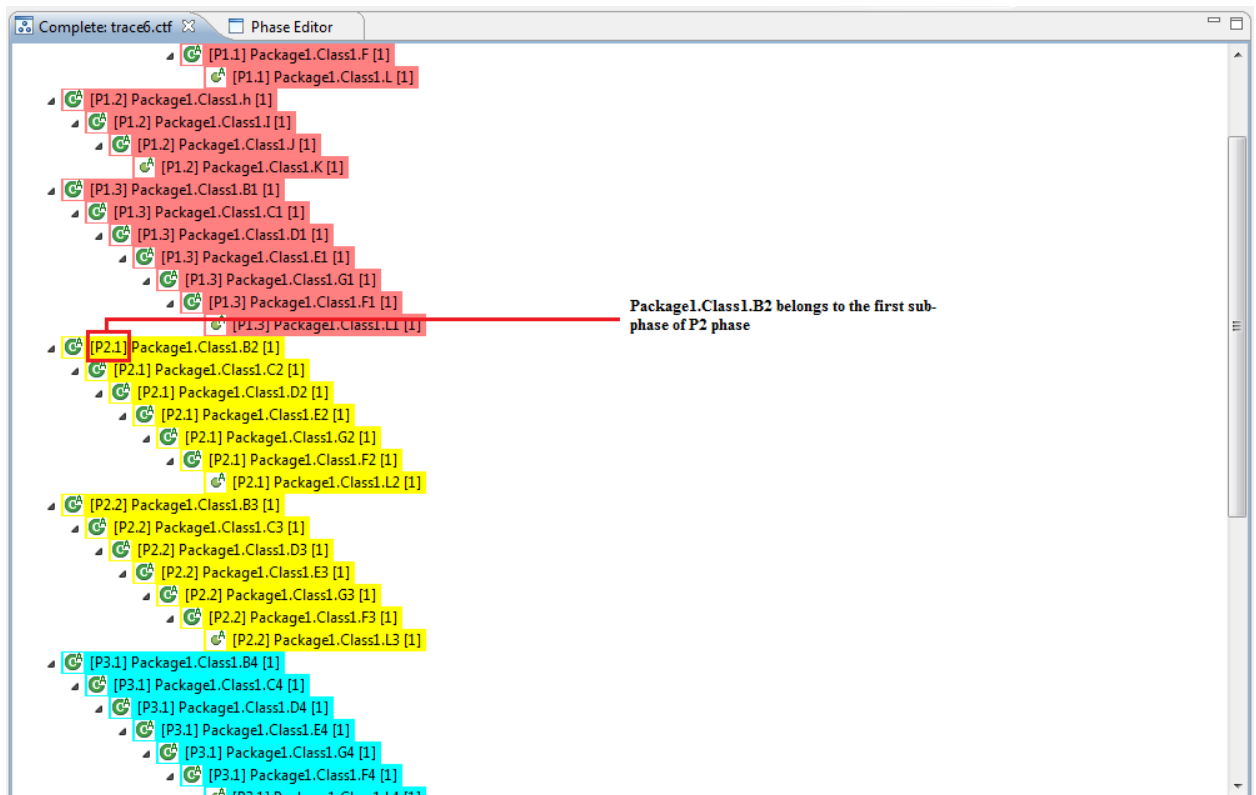 Complete: trace6.ctf
Phase Editor
[P1.1] Package1.Class1.F [1]
[P1.1] Package1.Class1.L [1]
[P1.2] Package1.Class1.h [1]
[P1.2] Package1.Class1.I [1]
[P1.2] Package1.Class1.J [1]
[P1.2] Package1.Class1.K [1]
[P1.3] Package1.Class1.B1 [1]
[P1.3] Package1.Class1.C1 [1]
[P1.3] Package1.Class1.D1 [1]
[P1.3] Package1.Class1.E1 [1]
[P1.3] Package1.Class1.G1 [1]
[P1.3] Package1.Class1.F1 [1]
[P1.3] Package1.Class1.L1 [1]
Package1.Class1.B2 belongs to the first sub-
phase of P2 phase
[P2.1] Package1.Class1.B2 [1]
[P2.1] Package1.Class1.C2 [1]
[P2.1] Package1.Class1.D2 [1]
[P2.1] Package1.Class1.E2 [1]
[P2.1] Package1.Class1.G2 [1]
[P2.1] Package1.Class1.F2 [1]
[P2.1] Package1.Class1.L2 [1]
[P2.2] Package1.Class1.B3 [1]
[P2.2] Package1.Class1.C3 [1]
[P2.2] Package1.Class1.D3 [1]
[P2.2] Package1.Class1.E3 [1]
[P2.2] Package1.Class1.G3 [1]
[P2.2] Package1.Class1.F3 [1]
[P2.2] Package1.Class1.L3 [1]
[P3.1] Package1.Class1.B4 [1]
[P3.1] Package1.Class1.C4 [1]
[P3.1] Package1.Class1.D4 [1]
[P3.1] Package1.Class1.E4 [1]
[P3.1] Package1.Class1.G4 [1]
[P3.1] Package1.Class1.F4 [1]